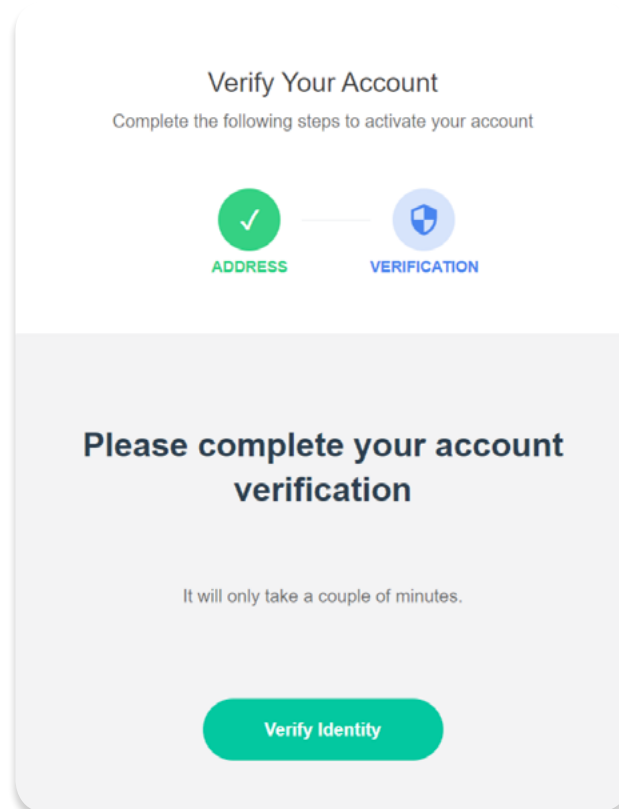 Verify Your Account
Complete the following steps to activate your account
ADDRESS VERIFICATION
Please complete your account
verification
It will only take a couple of minutes.
Verify Identity